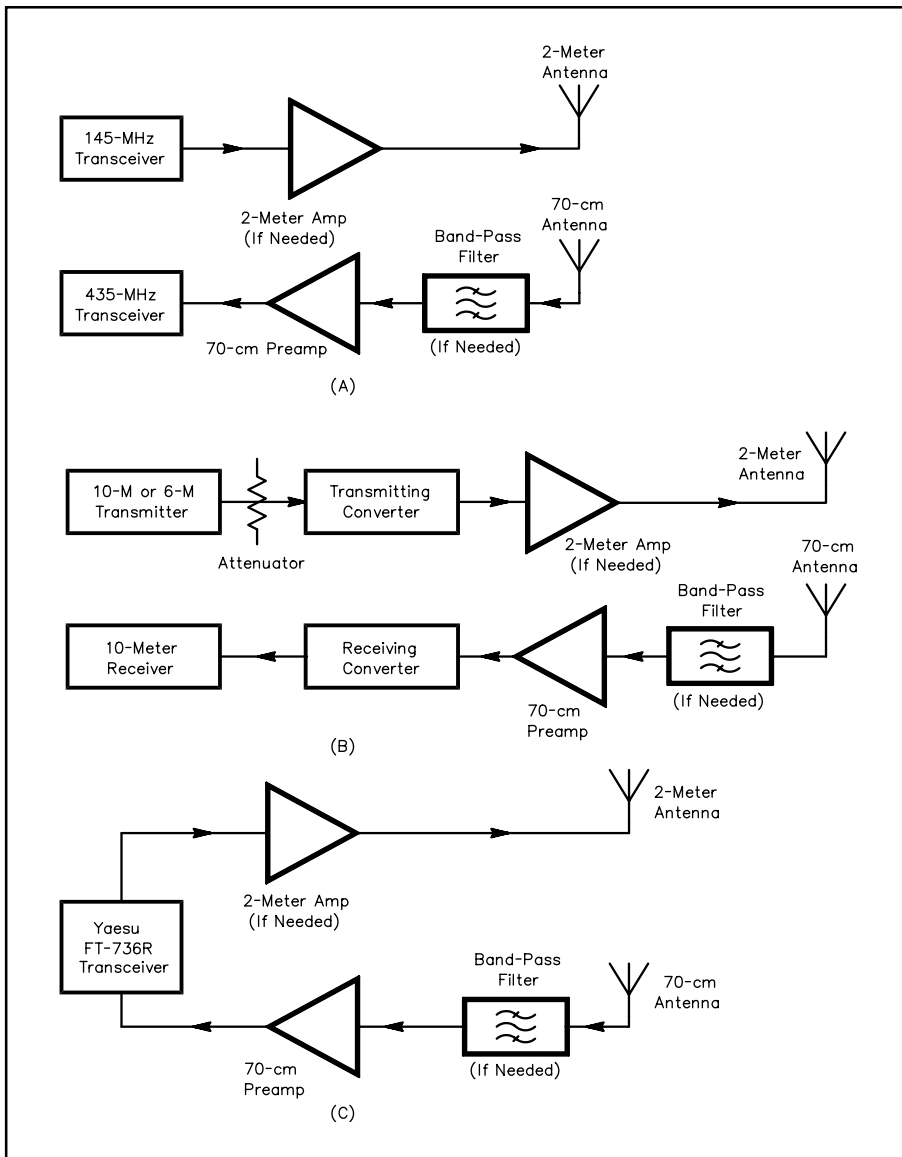 2-Meter
Antenna
145-MHz
Transceiver
2-Meter Amp
(If Needed)
70-cm
Antenna
Band-Pass
Filter
435-MHz
Transceiver
70-cm Preamp
(If Needed)
(A)
2-Meter
Antenna
10-M or 6-M
Transmitter
Transmitting
Converter
Attenuator
2-Meter Amp
(If Needed)
70-cm
Antenna
Band-Pass
Filter
10-Meter
Receiver
Receiving
Converter
70-cm
Preamp
(If Needed)
(B)
2-Meter
Antenna
2-Meter Amp
(If Needed)
Yaesu
FT-736R
Transceiver
Band-Pass
Filter
70-cm
Antenna
70-cm
Preamp
(If Needed)
(C)